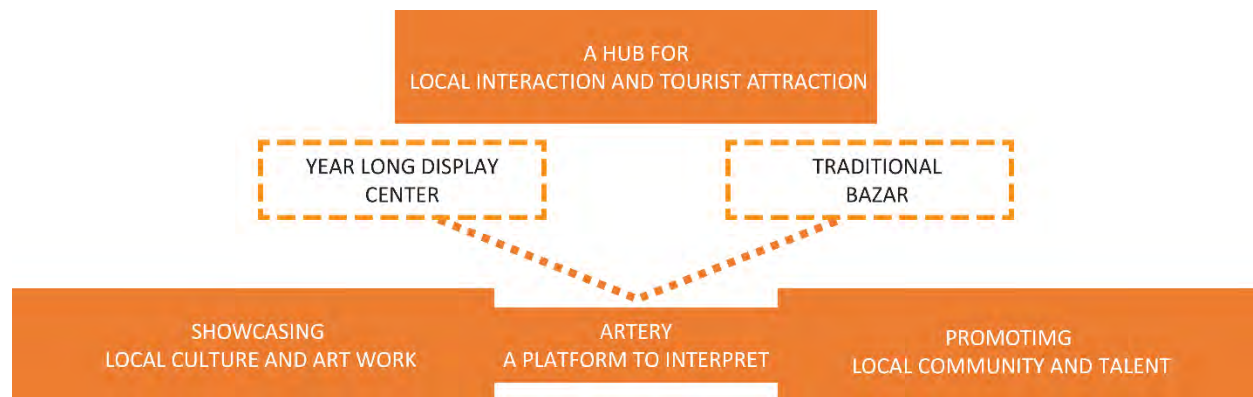 A HUB FOR
LOCAL INTERACTION AND TOURIST ATTRACTION
YEAR LONG DISPLAY
CENTER
TRADITIONAL
BAZAR
SHOWCASING
LOCAL CULTURE AND ART WORK
ARTERY
A PLATFORM TO INTERPRET
PROMOTIMG
LOCAL COMMUNITY AND TALENT